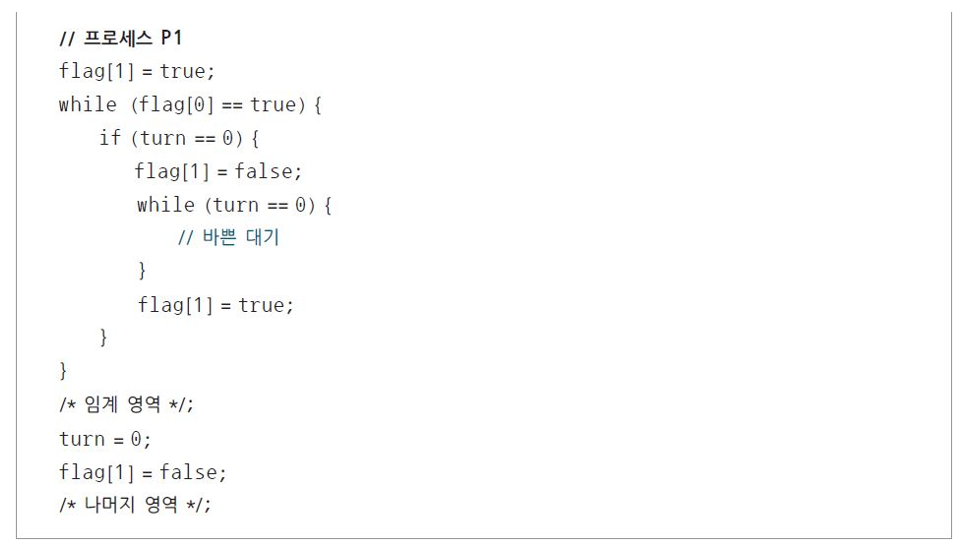 // 프로세스 P1
flag[1] = true;
while (flag[0] == true) {
if (turn == 0) {
flag[1] = false;
while (turn == 0) {
// 바쁜 대기
}
flag[1] = true;
}
}
/* 임계 영역 */;
turn = 0;
flag[1] = false;
/* 나머지 영역 */;